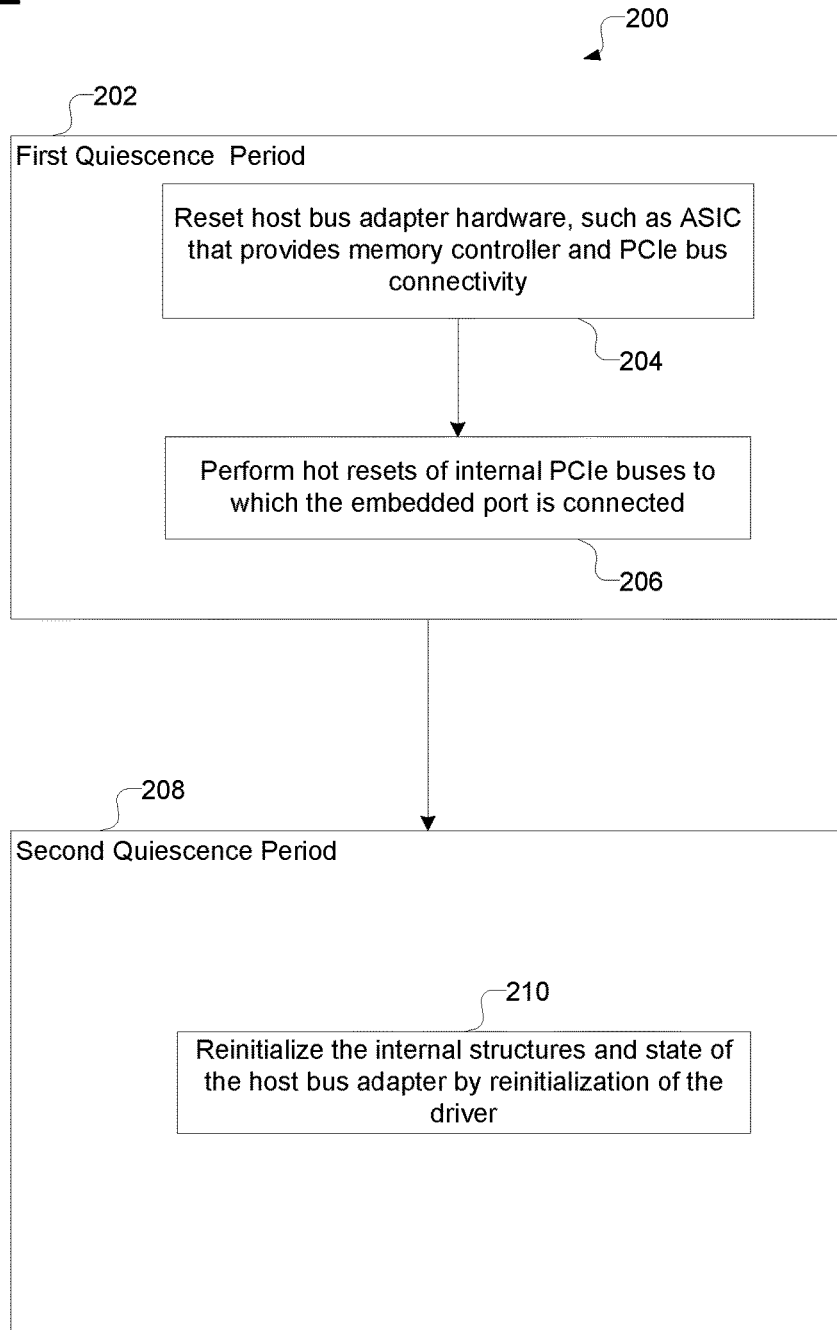 200
202
First Quiescence Period
Reset host bus adapter hardware, such as ASIC
that provides memory controller and PCIe bus
connectivity
204
Perform hot resets of internal PCIe buses to
which the embedded port is connected
206
208
Second Quiescence Period
210
Reinitialize the internal structures and state of
the host bus adapter by reinitialization of the
driver